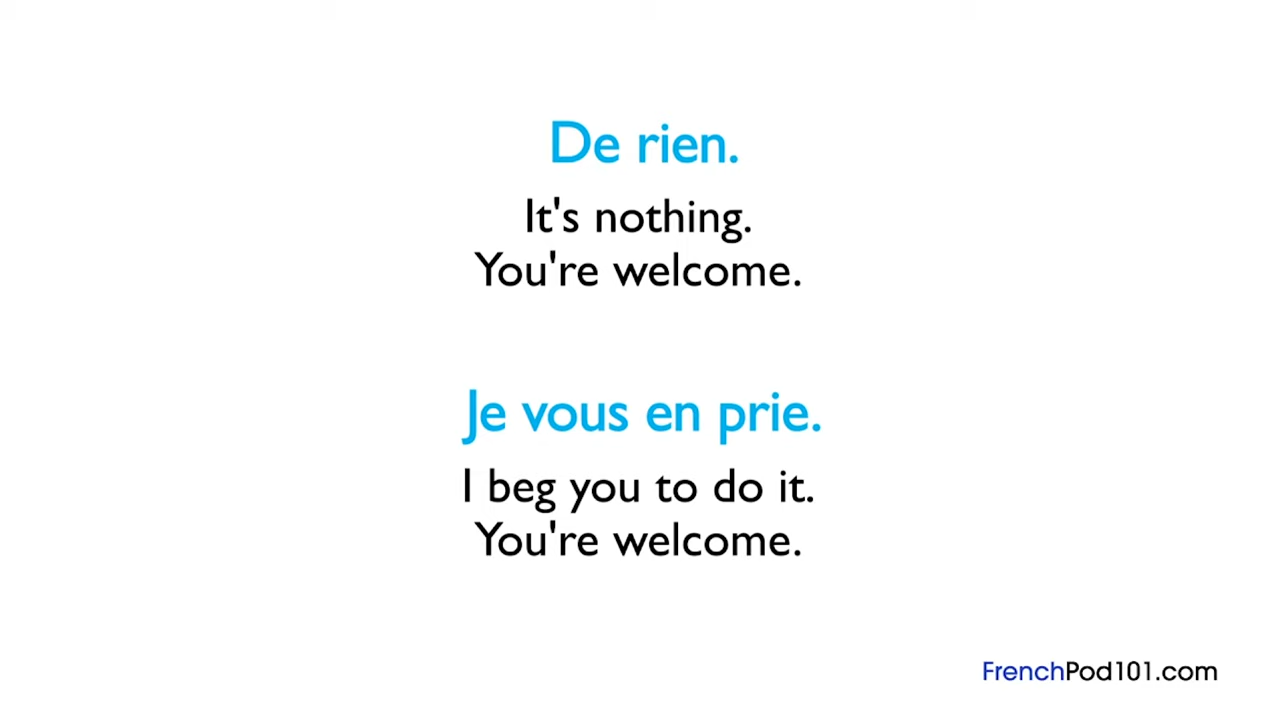 De rien.
It's nothing.
You're welcome.
Je vous en prie.
I beg you to do it.
You're welcome.
FrenchPod101.com